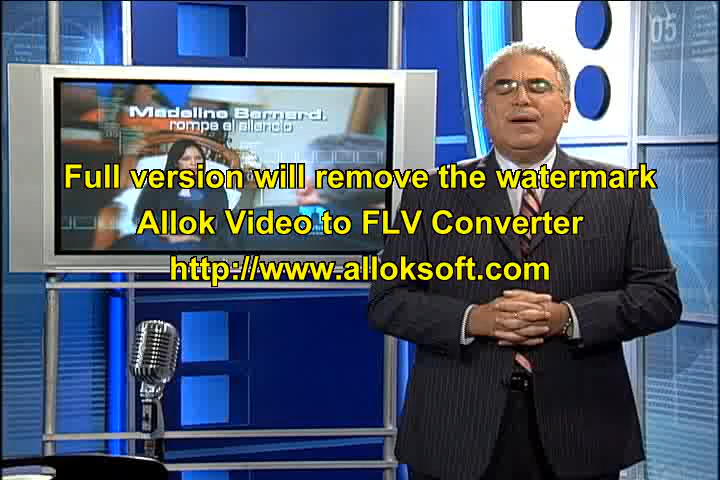 05
Madeline Bernard,
rompe el silencio
Full version will remove the watermark
Allok Video to FLV Converter
http://www.alloksoft.com